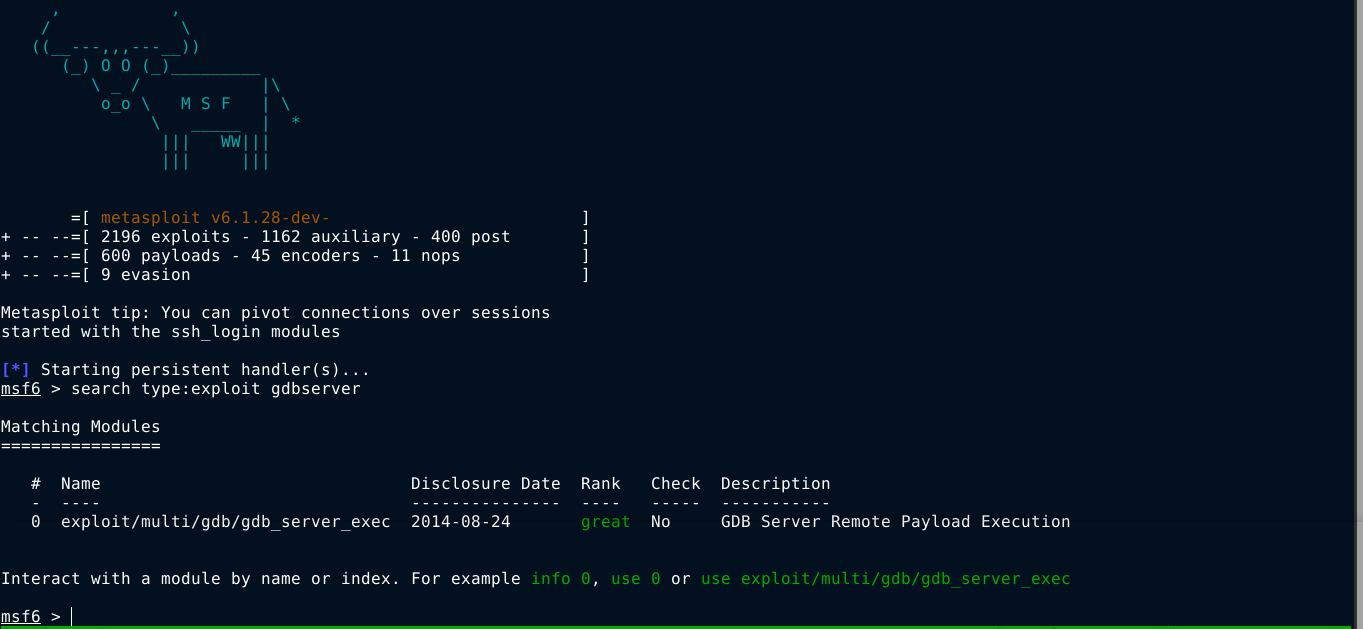 ,           ,
    /             \
   ((__---,,,---__))
      (_) O O (_)_________
         \ _ /            |\
          o_o \   M S F   | \
               \   _____  |  *
                |||   WW|||
                |||     |||

       =[ metasploit v6.1.28-dev-                         ]
+ -- --=[ 2196 exploits - 1162 auxiliary - 400 post       ]
+ -- --=[ 600 payloads - 45 encoders - 11 nops            ]
+ -- --=[ 9 evasion                                       ]

Metasploit tip: You can pivot connections over sessions
started with the ssh_login modules

[*] Starting persistent handler(s)...
msf6 > search type:exploit gdbserver

Matching Modules
================

   #  Name                               Disclosure Date  Rank   Check  Description
   -  ----                               ---------------  ----   -----  -----------
   0  exploit/multi/gdb/gdb_server_exec  2014-08-24       great  No     GDB Server Remote Payload Execution


Interact with a module by name or index. For example info 0, use 0 or use exploit/multi/gdb/gdb_server_exec

msf6 >